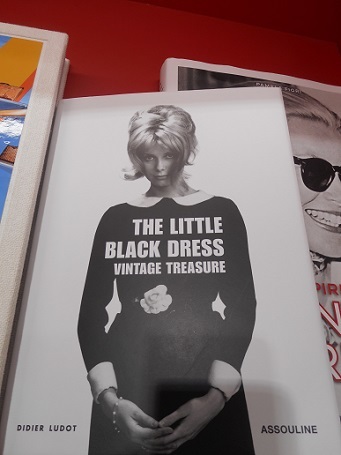 THE LITTLE
BLACK DRESS
VINTAGE TREASURE
DIDIER LUDOT
ASSOULINE